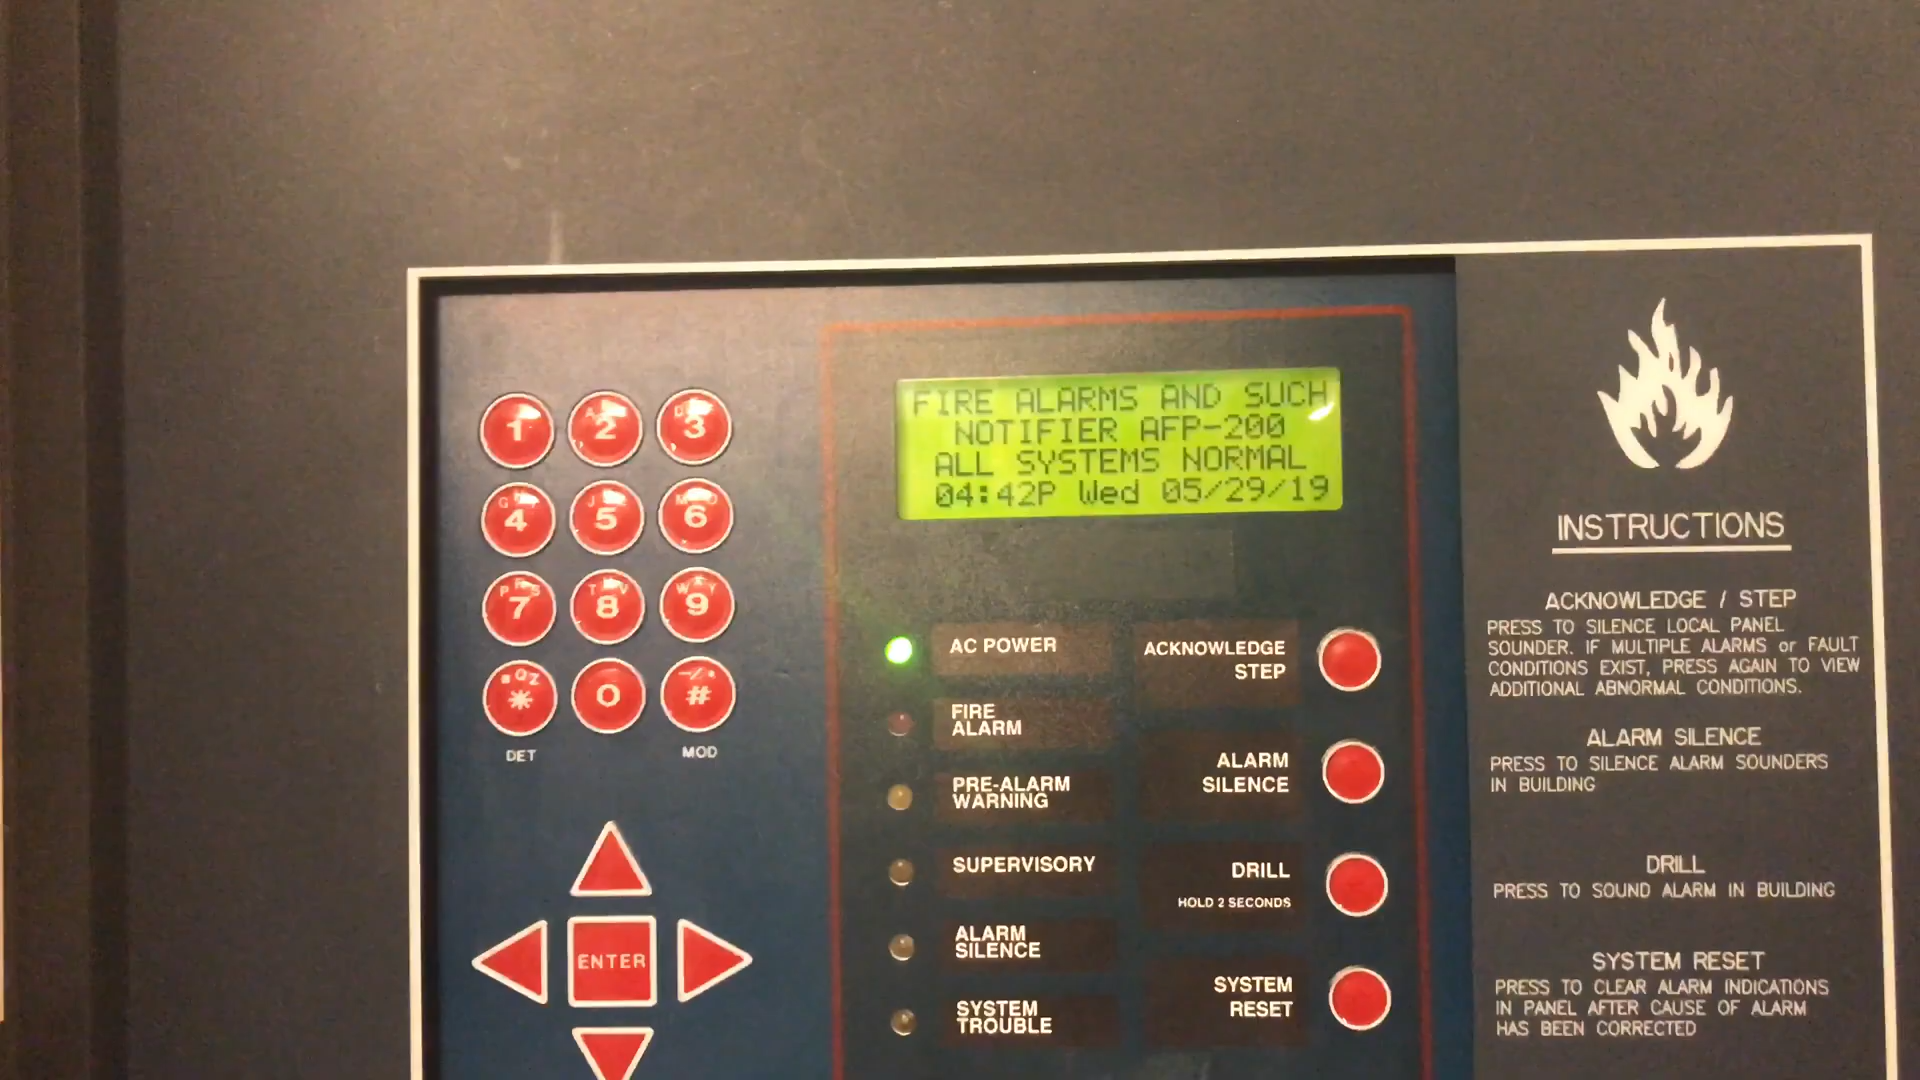 FIRE ALARMS AND SUCH
NOTIFIER AFP-200
ALL SYSTEMS NORMAL
04:42P Wed 05/29/19
1
2
3
4
5
6
7
8
9
*
0
#
DET
MOD
ENTER
AC POWER
FIRE
ALARM
PRE-ALARM
WARNING
SUPERVISORY
ALARM
SILENCE
SYSTEM
TROUBLE
ACKNOWLEDGE
STEP
ALARM
SILENCE
DRILL
HOLD 2 SECONDS
SYSTEM
RESET
INSTRUCTIONS
ACKNOWLEDGE / STEP
PRESS TO SILENCE LOCAL PANEL
SOUNDER. IF MULTIPLE ALARMS or FAULT
CONDITIONS EXIST, PRESS AGAIN TO VIEW
ADDITIONAL ABNORMAL CONDITIONS.
ALARM SILENCE
PRESS TO SILENCE ALARM SOUNDERS
IN BUILDING
DRILL
PRESS TO SOUND ALARM IN BUILDING
SYSTEM RESET
PRESS TO CLEAR ALARM INDICATIONS
IN PANEL AFTER CAUSE OF ALARM
HAS BEEN CORRECTED